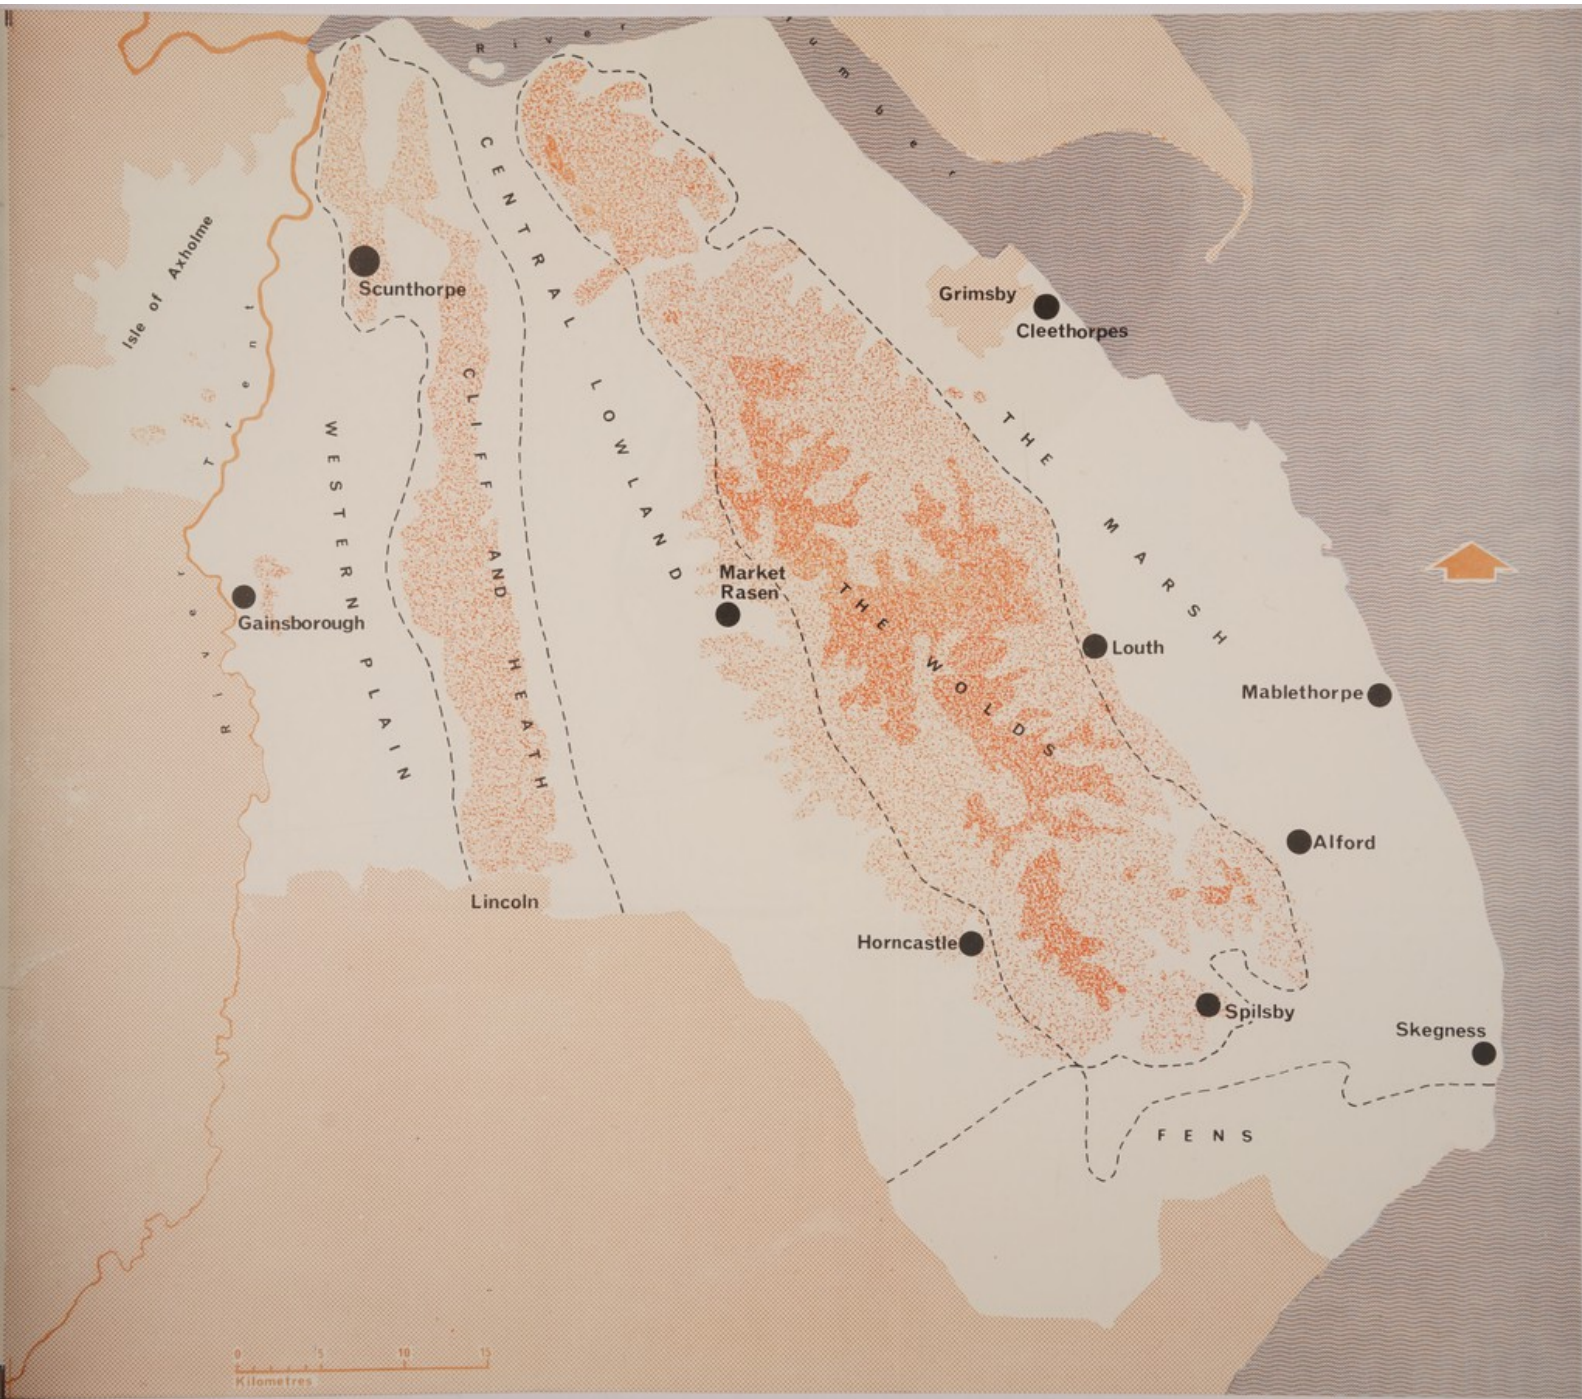 River
Humber
CENTRAL LOWLAND
Isle of Axholme
Scunthorpe
Grimsby
Cleethorpes
River Trent
CLIFF AND HEATH
WESTERN PLAIN
THE MARSH
Market
Rasen
THE WOLDS
Gainsborough
Louth
Mablethorpe
Alford
Lincoln
Horncastle
Spilsby
Skegness
FENS
0 5 10 15
Kilometres